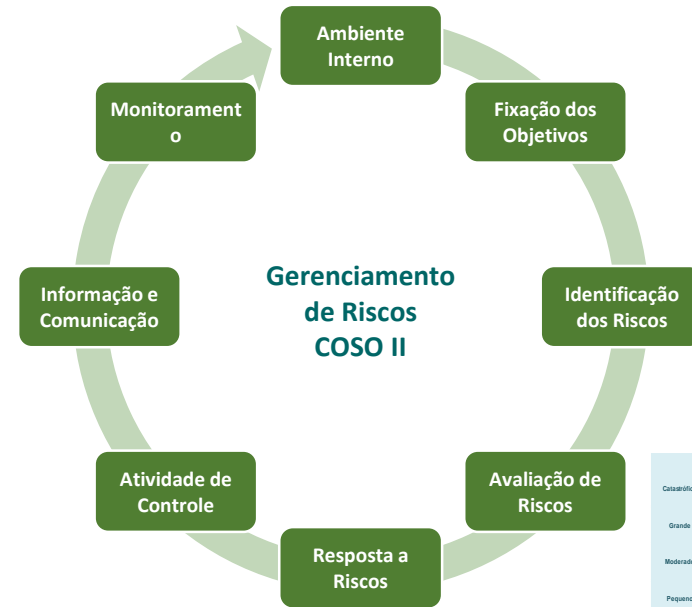 Ambiente
Interno
Fixação dos
Objetivos
Identificação
dos Riscos
Avaliação de
Riscos
Resposta a
Riscos
Atividade de
Controle
Informação e
Comunicação
Monitorament
o
Gerenciamento
de Riscos
COSO II
Grande